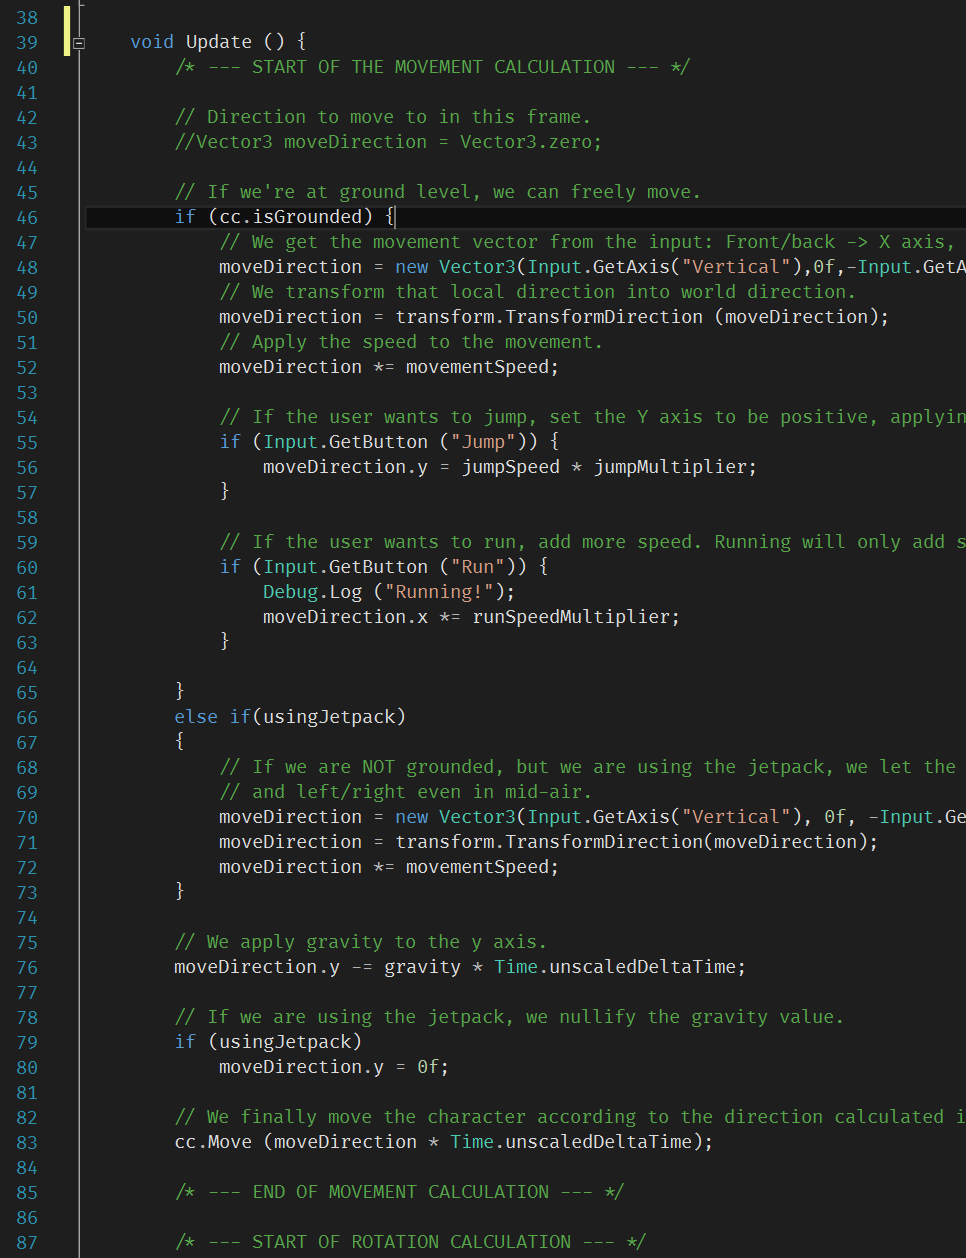 38
39 void Update () {
40 /* --- START OF THE MOVEMENT CALCULATION --- */
41
42 // Direction to move to in this frame.
43 //Vector3 moveDirection = Vector3.zero;
44
45 // If we're at ground level, we can freely move.
46 if (cc.isGrounded) {
47 // We get the movement vector from the input: Front/back -> X axis,
48 moveDirection = new Vector3(Input.GetAxis("Vertical"),0f,-Input.GetA
49 // We transform that local direction into world direction.
50 moveDirection = transform.TransformDirection (moveDirection);
51 // Apply the speed to the movement.
52 moveDirection *= movementSpeed;
53
54 // If the user wants to jump, set the Y axis to be positive, applyin
55 if (Input.GetButton ("Jump")) {
56 moveDirection.y = jumpSpeed * jumpMultiplier;
57 }
58
59 // If the user wants to run, add more speed. Running will only add s
60 if (Input.GetButton ("Run")) {
61 Debug.Log ("Running!");
62 moveDirection.x *= runSpeedMultiplier;
63 }
64
65 }
66 else if(usingJetpack)
67 {
68 // If we are NOT grounded, but we are using the jetpack, we let the
69 // and left/right even in mid-air.
70 moveDirection = new Vector3(Input.GetAxis("Vertical"), 0f, -Input.Ge
71 moveDirection = transform.TransformDirection(moveDirection);
72 moveDirection *= movementSpeed;
73 }
74
75 // We apply gravity to the y axis.
76 moveDirection.y -= gravity * Time.unscaledDeltaTime;
77
78 // If we are using the jetpack, we nullify the gravity value.
79 if (usingJetpack)
80 moveDirection.y = 0f;
81
82 // We finally move the character according to the direction calculated i
83 cc.Move (moveDirection * Time.unscaledDeltaTime);
84
85 /* --- END OF MOVEMENT CALCULATION --- */
86
87 /* --- START OF ROTATION CALCULATION --- */